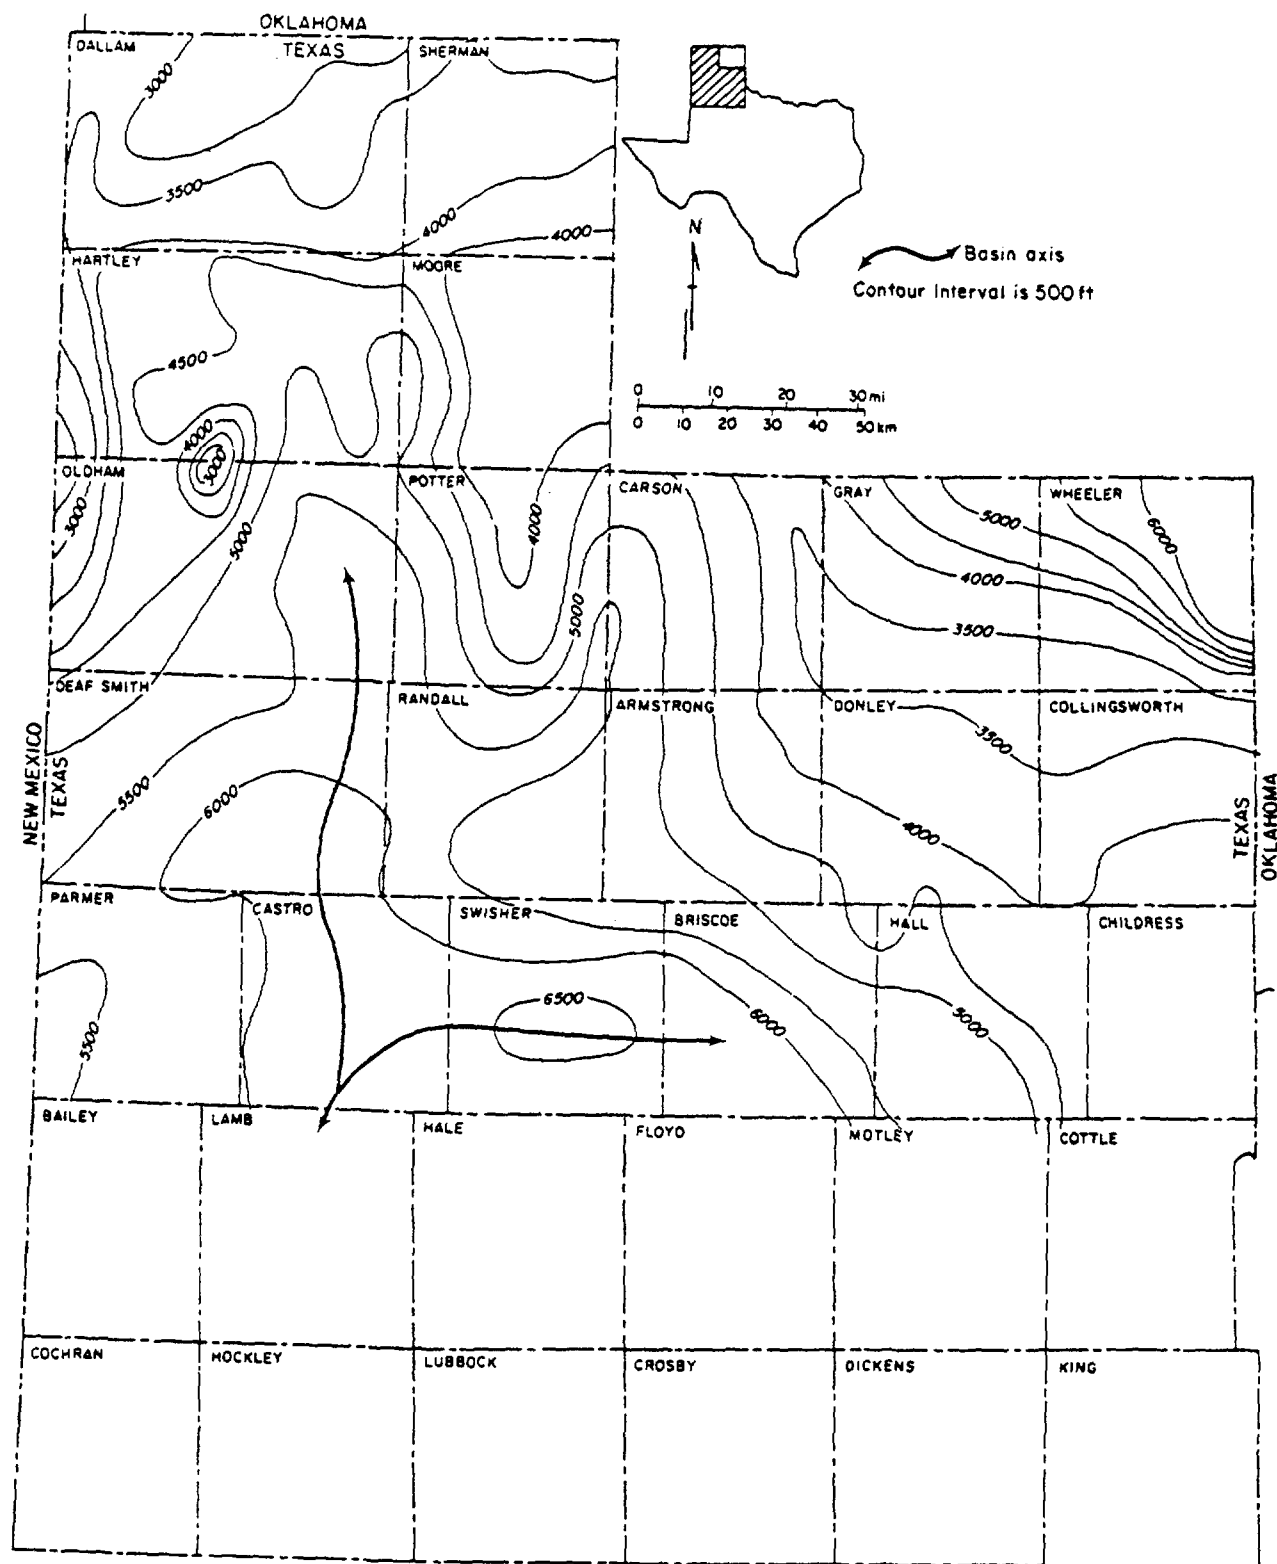 OKLAHOMA
TEXAS
DALLAM
SHERMAN
3000
3500
4000
4000
HARTLEY
MOORE
N
Basin axis
Contour Interval is 500 ft
4500
0 10 20 30 mi
0 10 20 30 40 50 km
4000
3000
OLDHAM
POTTER
CARSON
GRAY
WHEELER
3000
5000
4000
5000
6000
4000
5000
3500
DEAF SMITH
RANDALL
ARMSTRONG
DONLEY
COLLINGSWORTH
3500
NEW MEXICO
TEXAS
5500
6000
4000
TEXAS
OKLAHOMA
PARMER
CASTRO
SWISHER
BRISCOE
HALL
CHILDRESS
5500
6500
6000
5000
BAILEY
LAMB
HALE
FLOYD
MOTLEY
COTTLE
COCHRAN
HOCKLEY
LUBBOCK
CROSBY
DICKENS
KING